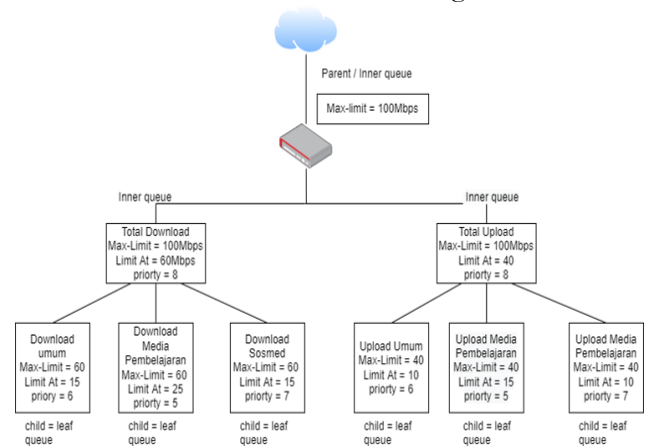 Parent / Inner queue
Max-limit = 100Mbps
Inner queue
Inner queue
Total Download
Max-Limit = 100Mbps
Limit At = 60Mbps
priorty = 8
Total Upload
Max-Limit = 100Mbps
Limit At = 40
priorty = 8
Download
umum
Max-Limit = 60
Limit At = 15
priory = 6
Download
Media
Pembelajaran
Max-Limit = 60
Limit At = 25
priory = 5
Download
Sosmed
Max-Limit = 60
Limit At = 15
priory = 7
Upload Umum
Max-Limit = 40
Limit At = 10
priory = 6
Upload Media
Pembelajaran
Max-Limit = 40
Limit At = 15
priory = 5
Upload Media
Pembelajaran
Max-Limit = 40
Limit At = 10
priory = 7
child = leaf
queue
child = leaf
queue
child = leaf
queue
child = leaf
queue
child = leaf
queue
child = leaf
queue